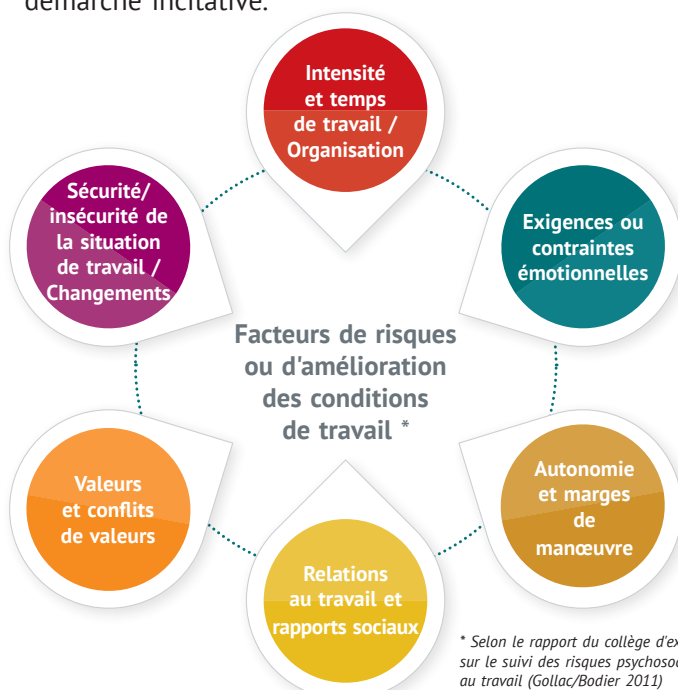 démarche incitative.
Intensité
et temps
de travail /
Organisation
Exigences ou
contraintes
émotionnelles
Autonomie
et marges
de
manœuvre
Relations
au travail et
rapports sociaux
Valeurs
et conflits
de valeurs
Sécurité/
insécurité de
la situation
de travail /
Changements
Facteurs de risques
ou d'amélioration
des conditions
de travail *
* Selon le rapport du collège d'ex
sur le suivi des risques psychoso
au travail (Gollac/Bodier 2011)